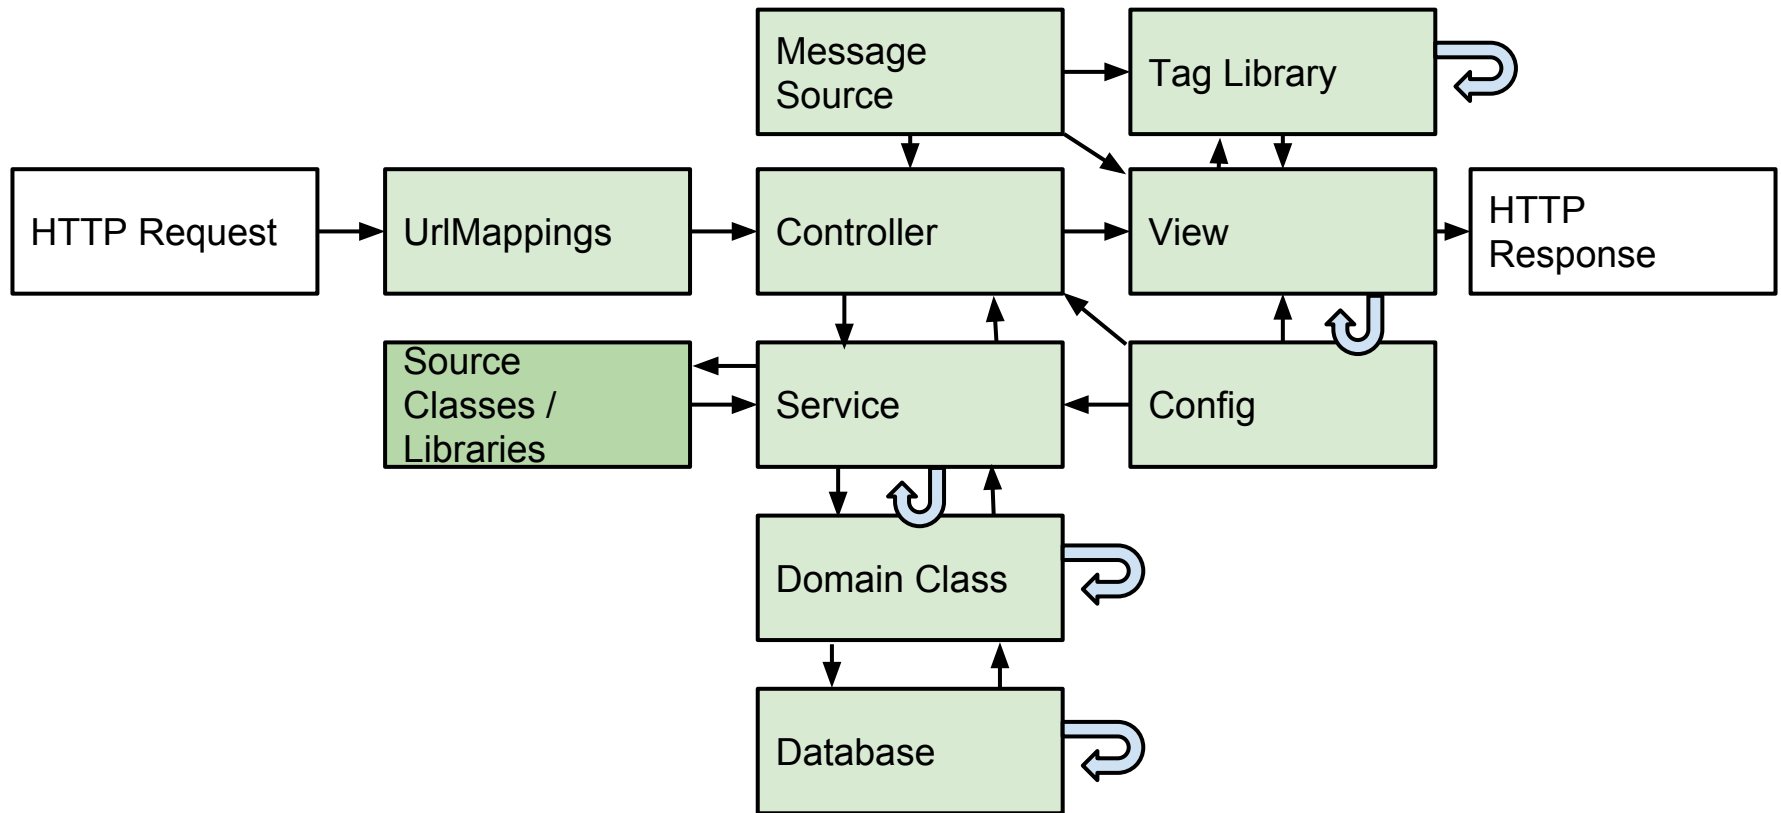 Message
Source
Tag Library
HTTP Request
UrlMappings
Controller
View
HTTP
Response
Source
Classes /
Libraries
Service
Config
Domain Class
Database